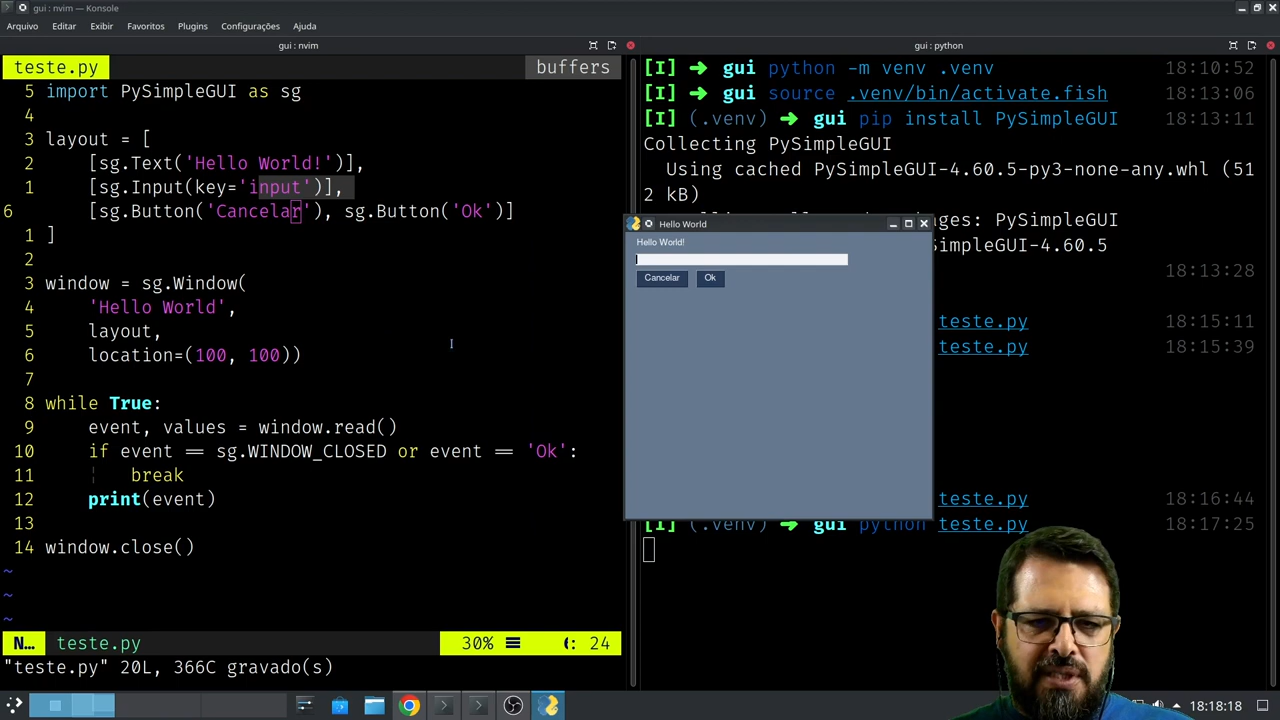 gui : nvim — Konsole
Arquivo Editar Exibir Favoritos Plugins Configurações Ajuda
gui : nvim
teste.py buffers
5 import PySimpleGUI as sg
4
3 layout = [
2 [sg.Text('Hello World!')],
1 [sg.Input(key='input')],
6 [sg.Button('Cancelar'), sg.Button('Ok')]
1 ]
2
3 window = sg.Window(
4 'Hello World',
5 layout,
6 location=(100, 100))
7
8 while True:
9 event, values = window.read()
10 if event == sg.WINDOW_CLOSED or event == 'Ok':
11 break
12 print(event)
13
14 window.close()
~
~
~
N... teste.py 30% ☰ : 24
"teste.py" 20L, 366C gravado(s)
gui : python
[I] ➜ gui python -m venv .venv 18:10:52
[I] ➜ gui source .venv/bin/activate.fish 18:13:06
[I] (.venv) ➜ gui pip install PySimpleGUI 18:13:11
Collecting PySimpleGUI
Using cached PySimpleGUI-4.60.5-py3-none-any.whl (51
2 kB)
ages: PySimpleGUI
SimpleGUI-4.60.5
18:13:28
teste.py 18:15:11
teste.py 18:15:39
teste.py 18:16:44
[I] (.venv) ➜ gui python teste.py 18:17:25
Hello World
Hello World!
Cancelar Ok
18:18:18